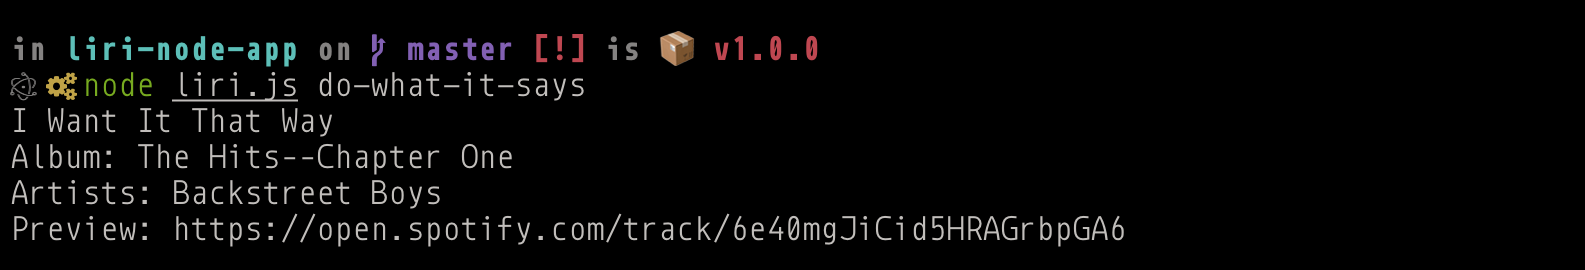 in liri-node-app on master [!] is 📦 v1.0.0
node liri.js do-what-it-says
I Want It That Way
Album: The Hits--Chapter One
Artists: Backstreet Boys
Preview: https://open.spotify.com/track/6e40mgJiCid5HRAGrbpGA6